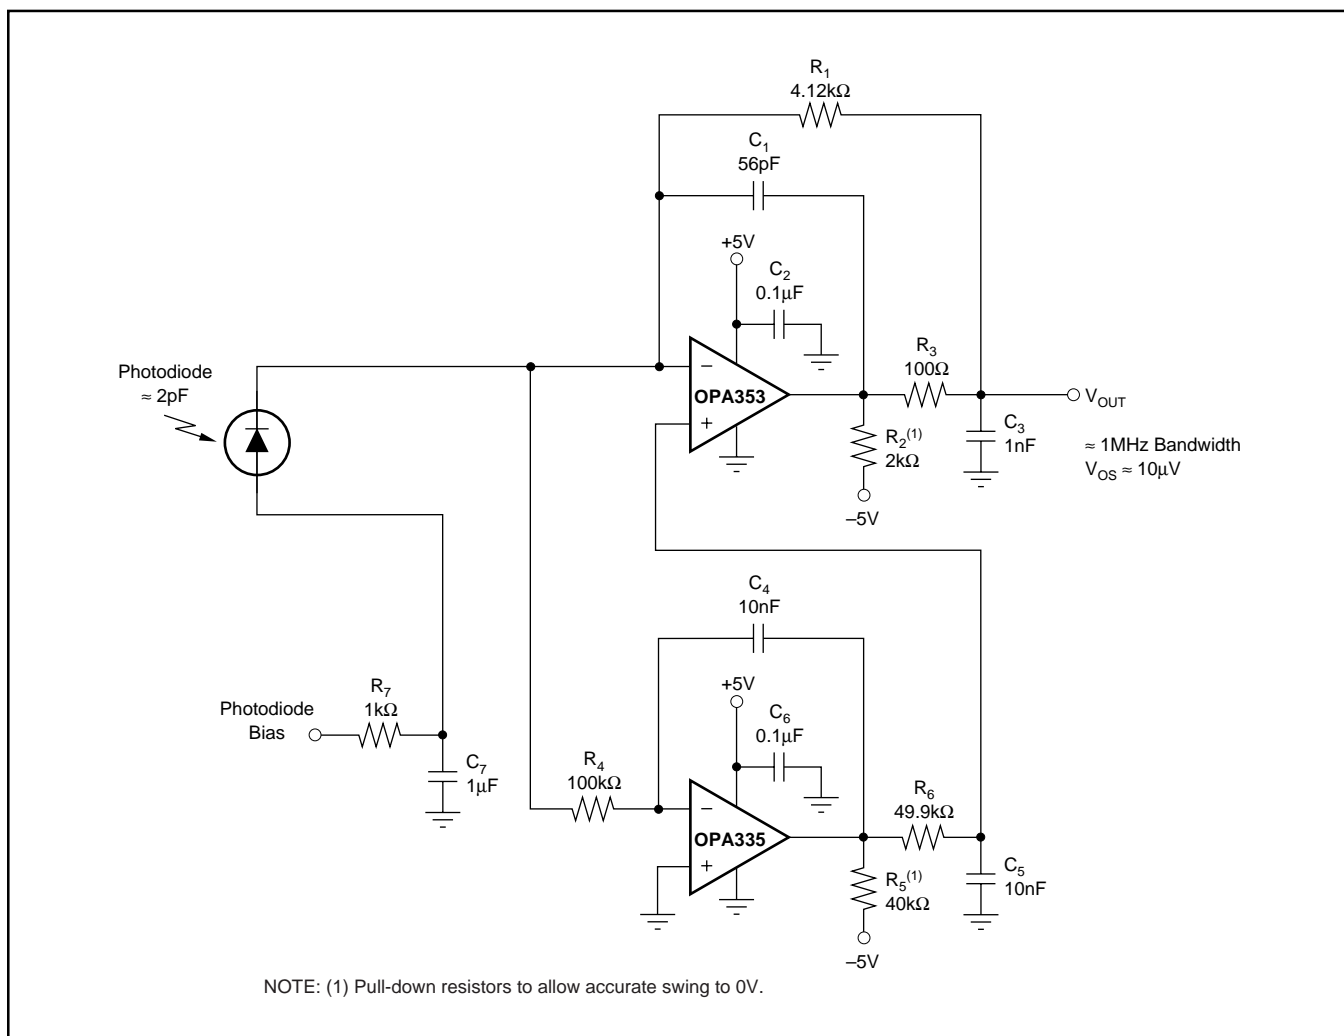 R1
4.12kΩ
C1
56pF
+5V
C2
0.1μF
Photodiode
≈ 2pF
−
OPA353
+
R3
100Ω
VOUT
R2(1)
2kΩ
C3
1nF
≈ 1MHz Bandwidth
VOS ≈ 10μV
–5V
C4
10nF
+5V
C6
0.1μF
R7
1kΩ
Photodiode
Bias
C7
1μF
R4
100kΩ
−
OPA335
+
R6
49.9kΩ
R5(1)
40kΩ
C5
10nF
–5V
NOTE: (1) Pull-down resistors to allow accurate swing to 0V.